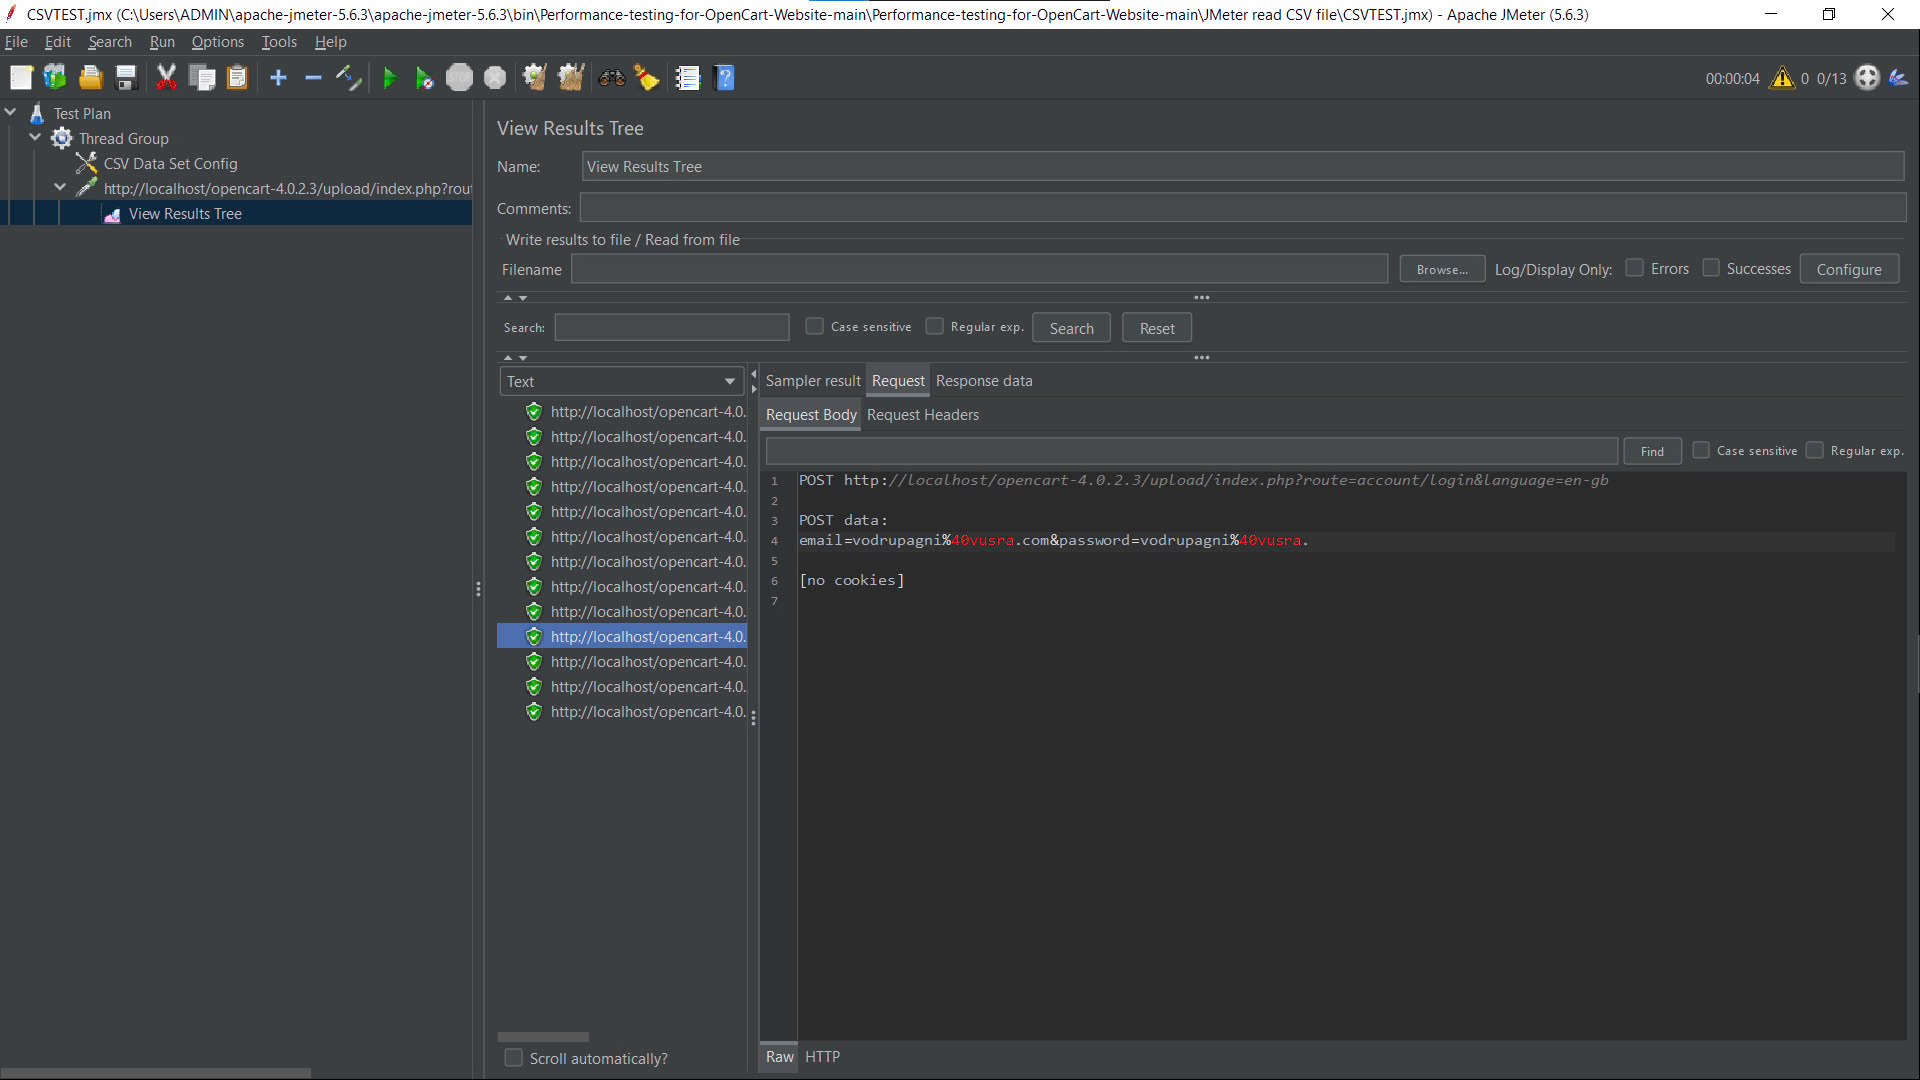 CSVTEST.jmx (C:\Users\ADMIN\apache-jmeter-5.6.3\apache-jmeter-5.6.3\bin\Performance-testing-for-OpenCart-Website-main\Performance-testing-for-OpenCart-Website-main\JMeter read CSV file\CSVTEST.jmx) - Apache JMeter (5.6.3)
File Edit Search Run Options Tools Help
00:00:04 0 0/13
Test Plan
Thread Group
CSV Data Set Config
http://localhost/opencart-4.0.2.3/upload/index.php?rou
View Results Tree
View Results Tree
Name: View Results Tree
Comments:
Write results to file / Read from file
Filename Browse... Log/Display Only: Errors Successes Configure
Search: Case sensitive Regular exp. Search Reset
Text
http://localhost/opencart-4.0.
http://localhost/opencart-4.0.
http://localhost/opencart-4.0.
http://localhost/opencart-4.0.
http://localhost/opencart-4.0.
http://localhost/opencart-4.0.
http://localhost/opencart-4.0.
http://localhost/opencart-4.0.
http://localhost/opencart-4.0.
http://localhost/opencart-4.0.
http://localhost/opencart-4.0.
http://localhost/opencart-4.0.
http://localhost/opencart-4.0.
Scroll automatically?
Sampler result Request Response data
Request Body Request Headers
Find Case sensitive Regular exp.
1 POST http://localhost/opencart-4.0.2.3/upload/index.php?route=account/login&language=en-gb
2
3 POST data:
4 email=vodrupagni%40vusra.com&password=vodrupagni%40vusra.
5
6 [no cookies]
7
Raw HTTP